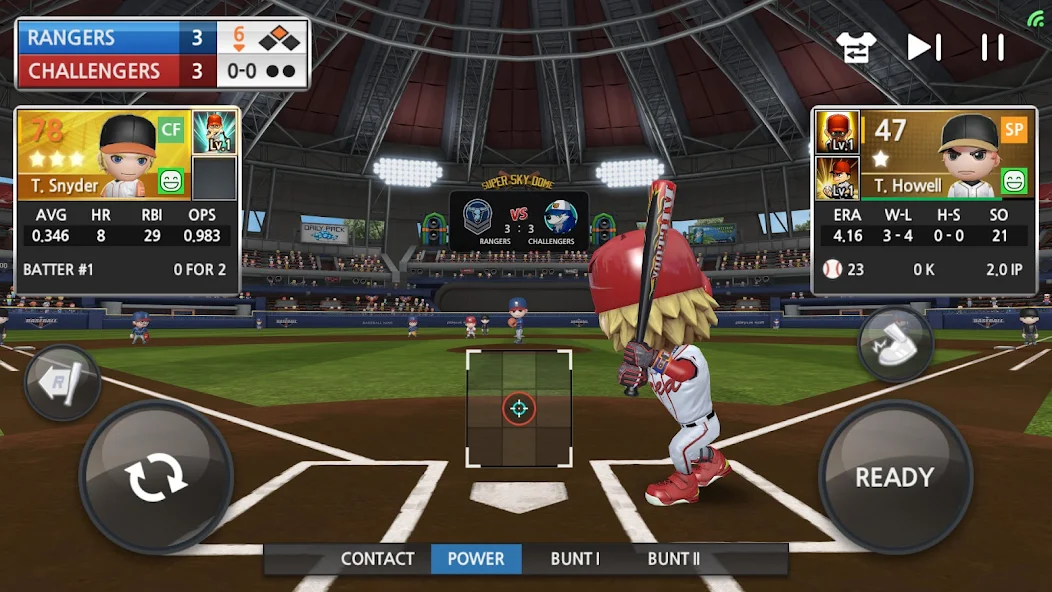 RANGERS 3 6
CHALLENGERS 3 0-0
78 CF Lv.1
T. Snyder
AVG HR RBI OPS
0.346 8 29 0.983
BATTER #1 0 FOR 2
Lv.1 47 SP
Lv.1 T. Howell
ERA W-L H-S SO
4.16 3 - 4 0 - 0 21
23 0 K 2.0 IP
SUPER SKY DOME
VS
3 : 3
RANGERS CHALLENGERS
DAILY PACK
BASEBALL
R
READY
CONTACT POWER BUNT I BUNT II